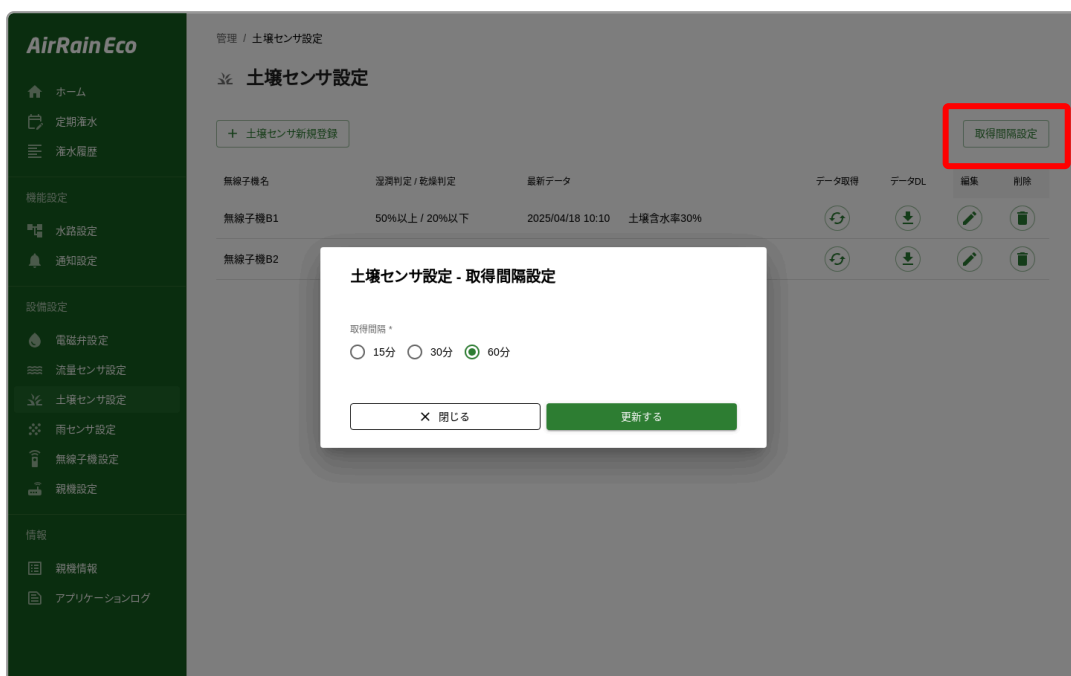 AirRain Eco
ホーム
定期潅水
潅水履歴
機能設定
水路設定
通知設定
設備設定
電磁弁設定
流量センサ設定
土壌センサ設定
雨センサ設定
無線子機設定
親機設定
情報
親機情報
アプリケーションログ
管理 / 土壌センサ設定
土壌センサ設定
+ 土壌センサ新規登録
取得間隔設定
無線子機名 湿潤判定 / 乾燥判定 最新データ データ取得 データDL 編集 削除
無線子機B1 50%以上 / 20%以下 2025/04/18 10:10 土壌含水率30%
無線子機B2
土壌センサ設定 - 取得間隔設定
取得間隔 *
15分 30分 60分
× 閉じる 更新する